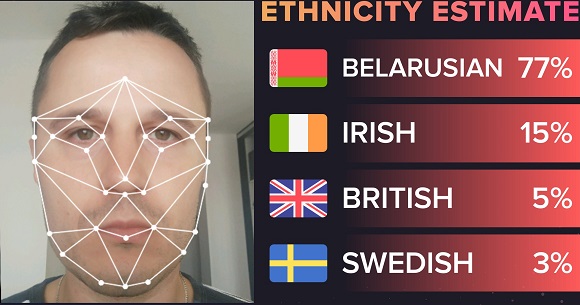 ETHNICITY ESTIMATE
BELARUSIAN 77%
IRISH 15%
BRITISH 5%
SWEDISH 3%